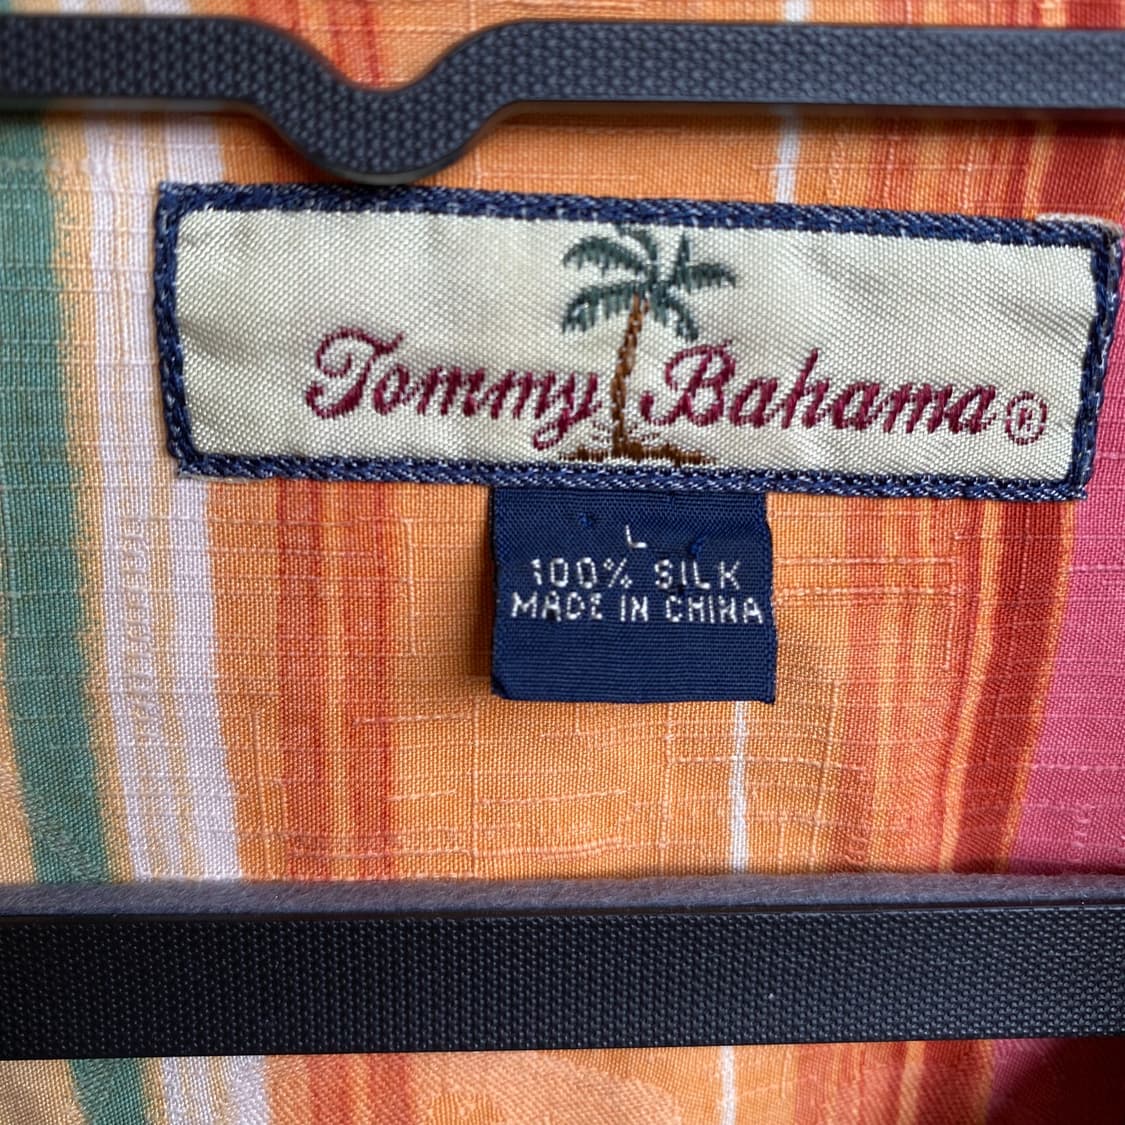 Tommy Bahama®
L
100% SILK
MADE IN CHINA